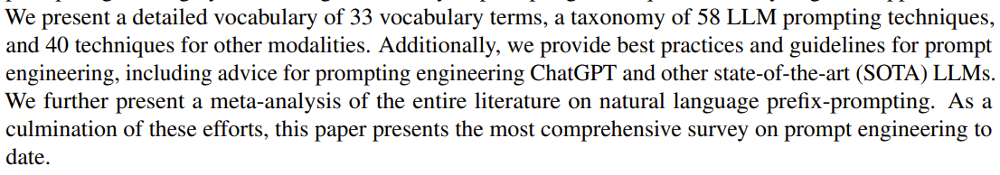 We present a detailed vocabulary of 33 vocabulary terms, a taxonomy of 58 LLM prompting techniques,
and 40 techniques for other modalities. Additionally, we provide best practices and guidelines for prompt
engineering, including advice for prompting engineering ChatGPT and other state-of-the-art (SOTA) LLMs.
We further present a meta-analysis of the entire literature on natural language prefix-prompting. As a
culmination of these efforts, this paper presents the most comprehensive survey on prompt engineering to
date.